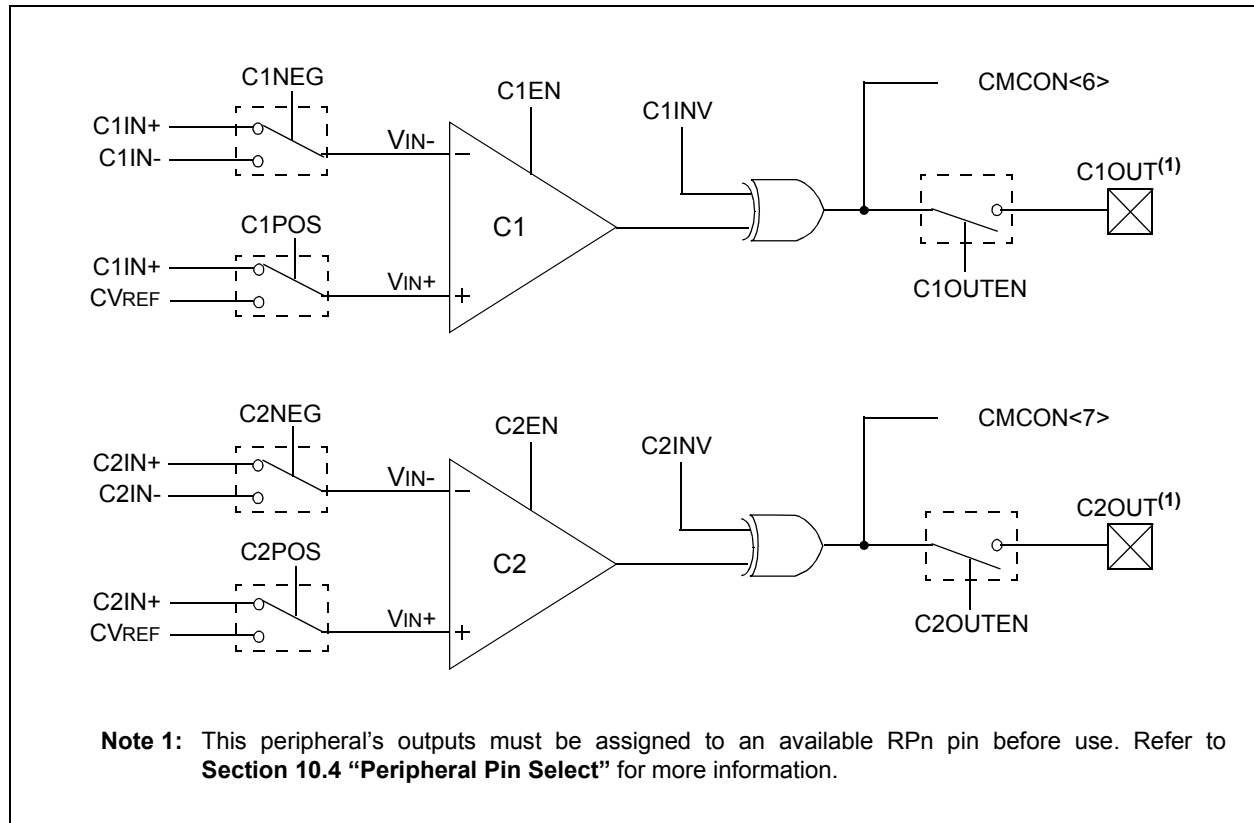 C1NEG
C1EN
C1INV
CMCON<6>
C1IN+
C1IN-
VIN-
−
C1OUT(1)
C1
C1POS
C1IN+
CVREF
VIN+
+
C1OUTEN
C2NEG
C2EN
C2INV
CMCON<7>
C2IN+
C2IN-
VIN-
−
C2OUT(1)
C2
C2POS
C2IN+
CVREF
VIN+
+
C2OUTEN
Note 1: This peripheral’s outputs must be assigned to an available RPn pin before use. Refer to
Section 10.4 “Peripheral Pin Select” for more information.